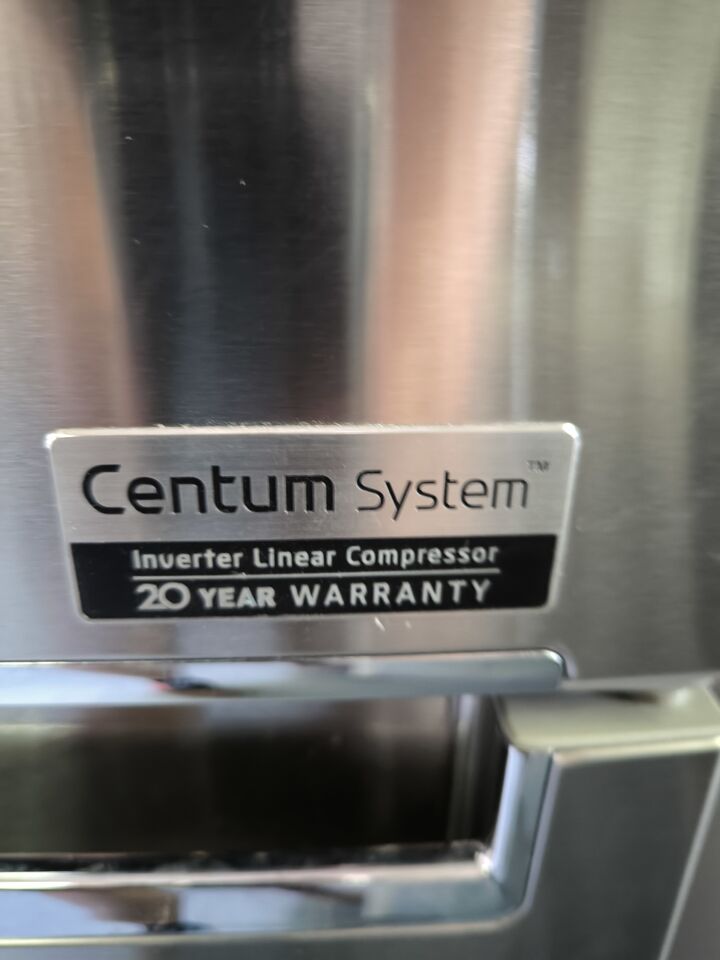 Centum System™
Inverter Linear Compressor
20 YEAR WARRANTY